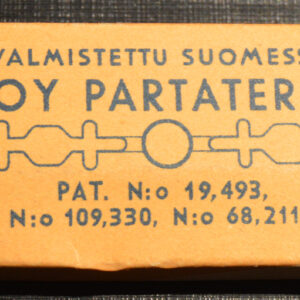 VALMISTETTU SUOMESS
OY PARTATER
PAT. N:o 19,493,
N:o 109,330, N:o 68,211